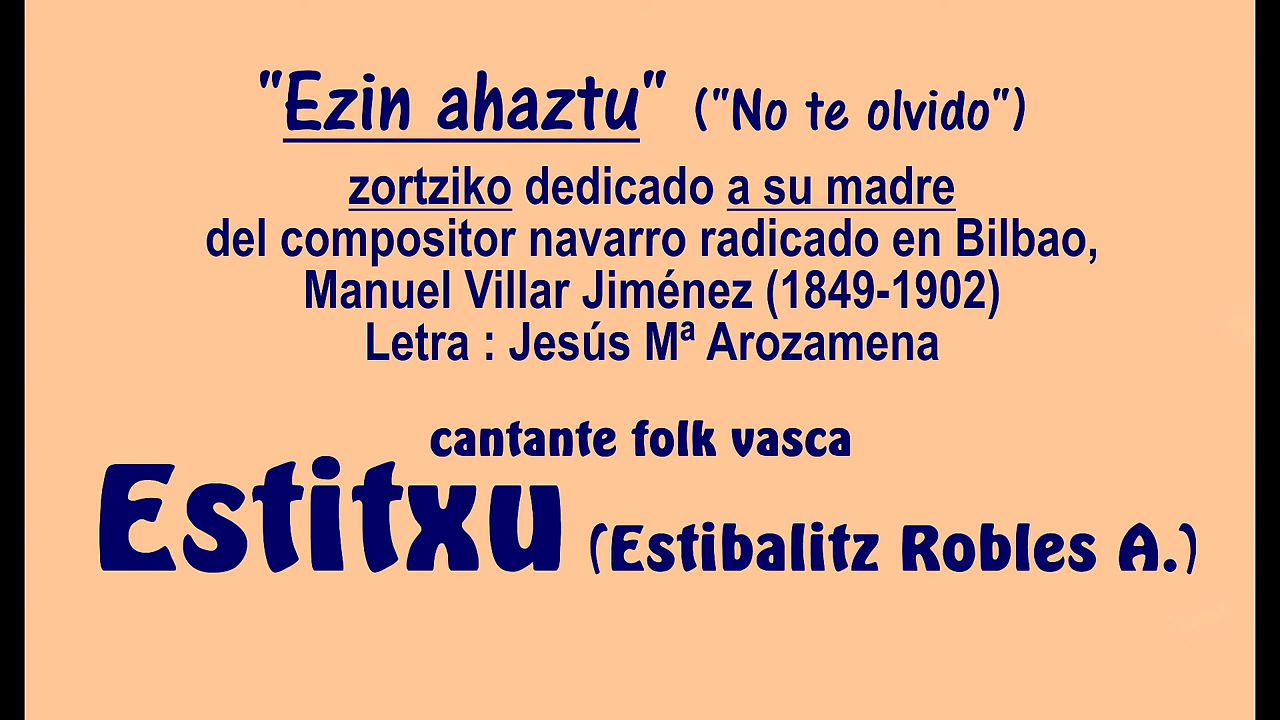 "Ezin ahaztu" ("No te olvido")
zortziko dedicado a su madre
del compositor navarro radicado en Bilbao,
Manuel Villar Jiménez (1849-1902)
Letra : Jesús Mª Arozamena
cantante folk vasca
Estitxu (Estibalitz Robles A.)